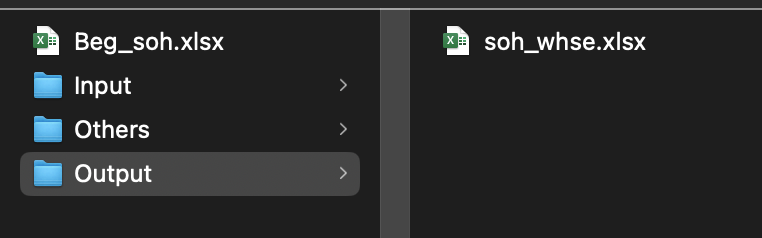 Beg_soh.xlsx
Input
Others
Output
soh_whse.xlsx